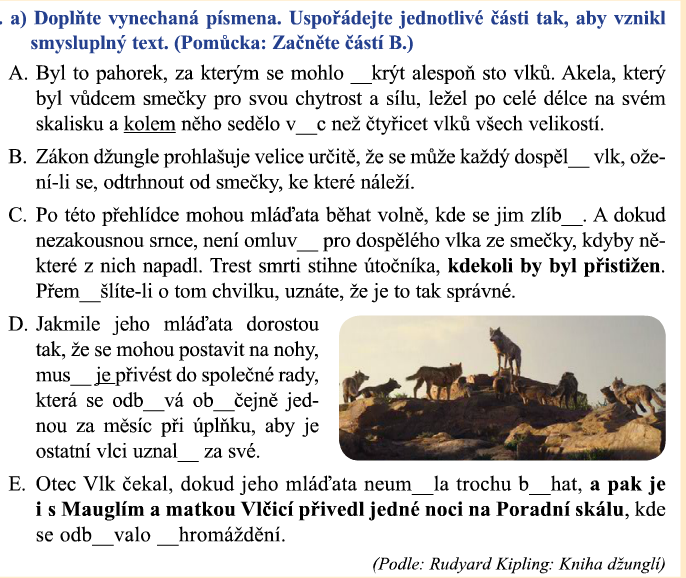 . a) Doplňte vynechaná písmena. Uspořádejte jednotlivé části tak, aby vznikl
smysluplný text. (Pomůcka: Začněte částí B.)
A. Byl to pahorek, za kterým se mohlo __krýt alespoň sto vlků. Akela, který
byl vůdcem smečky pro svou chytrost a sílu, ležel po celé délce na svém
skalisku a kolem něho sedělo v__c než čtyřicet vlků všech velikostí.
B. Zákon džungle prohlašuje velice určitě, že se může každý dospěl__ vlk, ože-
ní-li se, odtrhnout od smečky, ke které náleží.
C. Po této přehlídce mohou mláďata běhat volně, kde se jim zlíb__. A dokud
nezakousnou srnce, není omluv__ pro dospělého vlka ze smečky, kdyby ně-
které z nich napadl. Trest smrti stihne útočníka, kdekoli by byl přistižen.
Přem__šlíte-li o tom chvilku, uznáte, že je to tak správné.
D. Jakmile jeho mláďata dorostou
tak, že se mohou postavit na nohy,
mus__ je přivést do společné rady,
která se odb__vá ob__čejně jed-
nou za měsíc při úplňku, aby je
ostatní vlci uznal__ za své.
E. Otec Vlk čekal, dokud jeho mláďata neum__la trochu b__hat, a pak je
i s Mauglím a matkou Vlčicí přivedl jedné noci na Poradní skálu, kde
se odb__valo __hromáždění.
(Podle: Rudyard Kipling: Kniha džunglí)